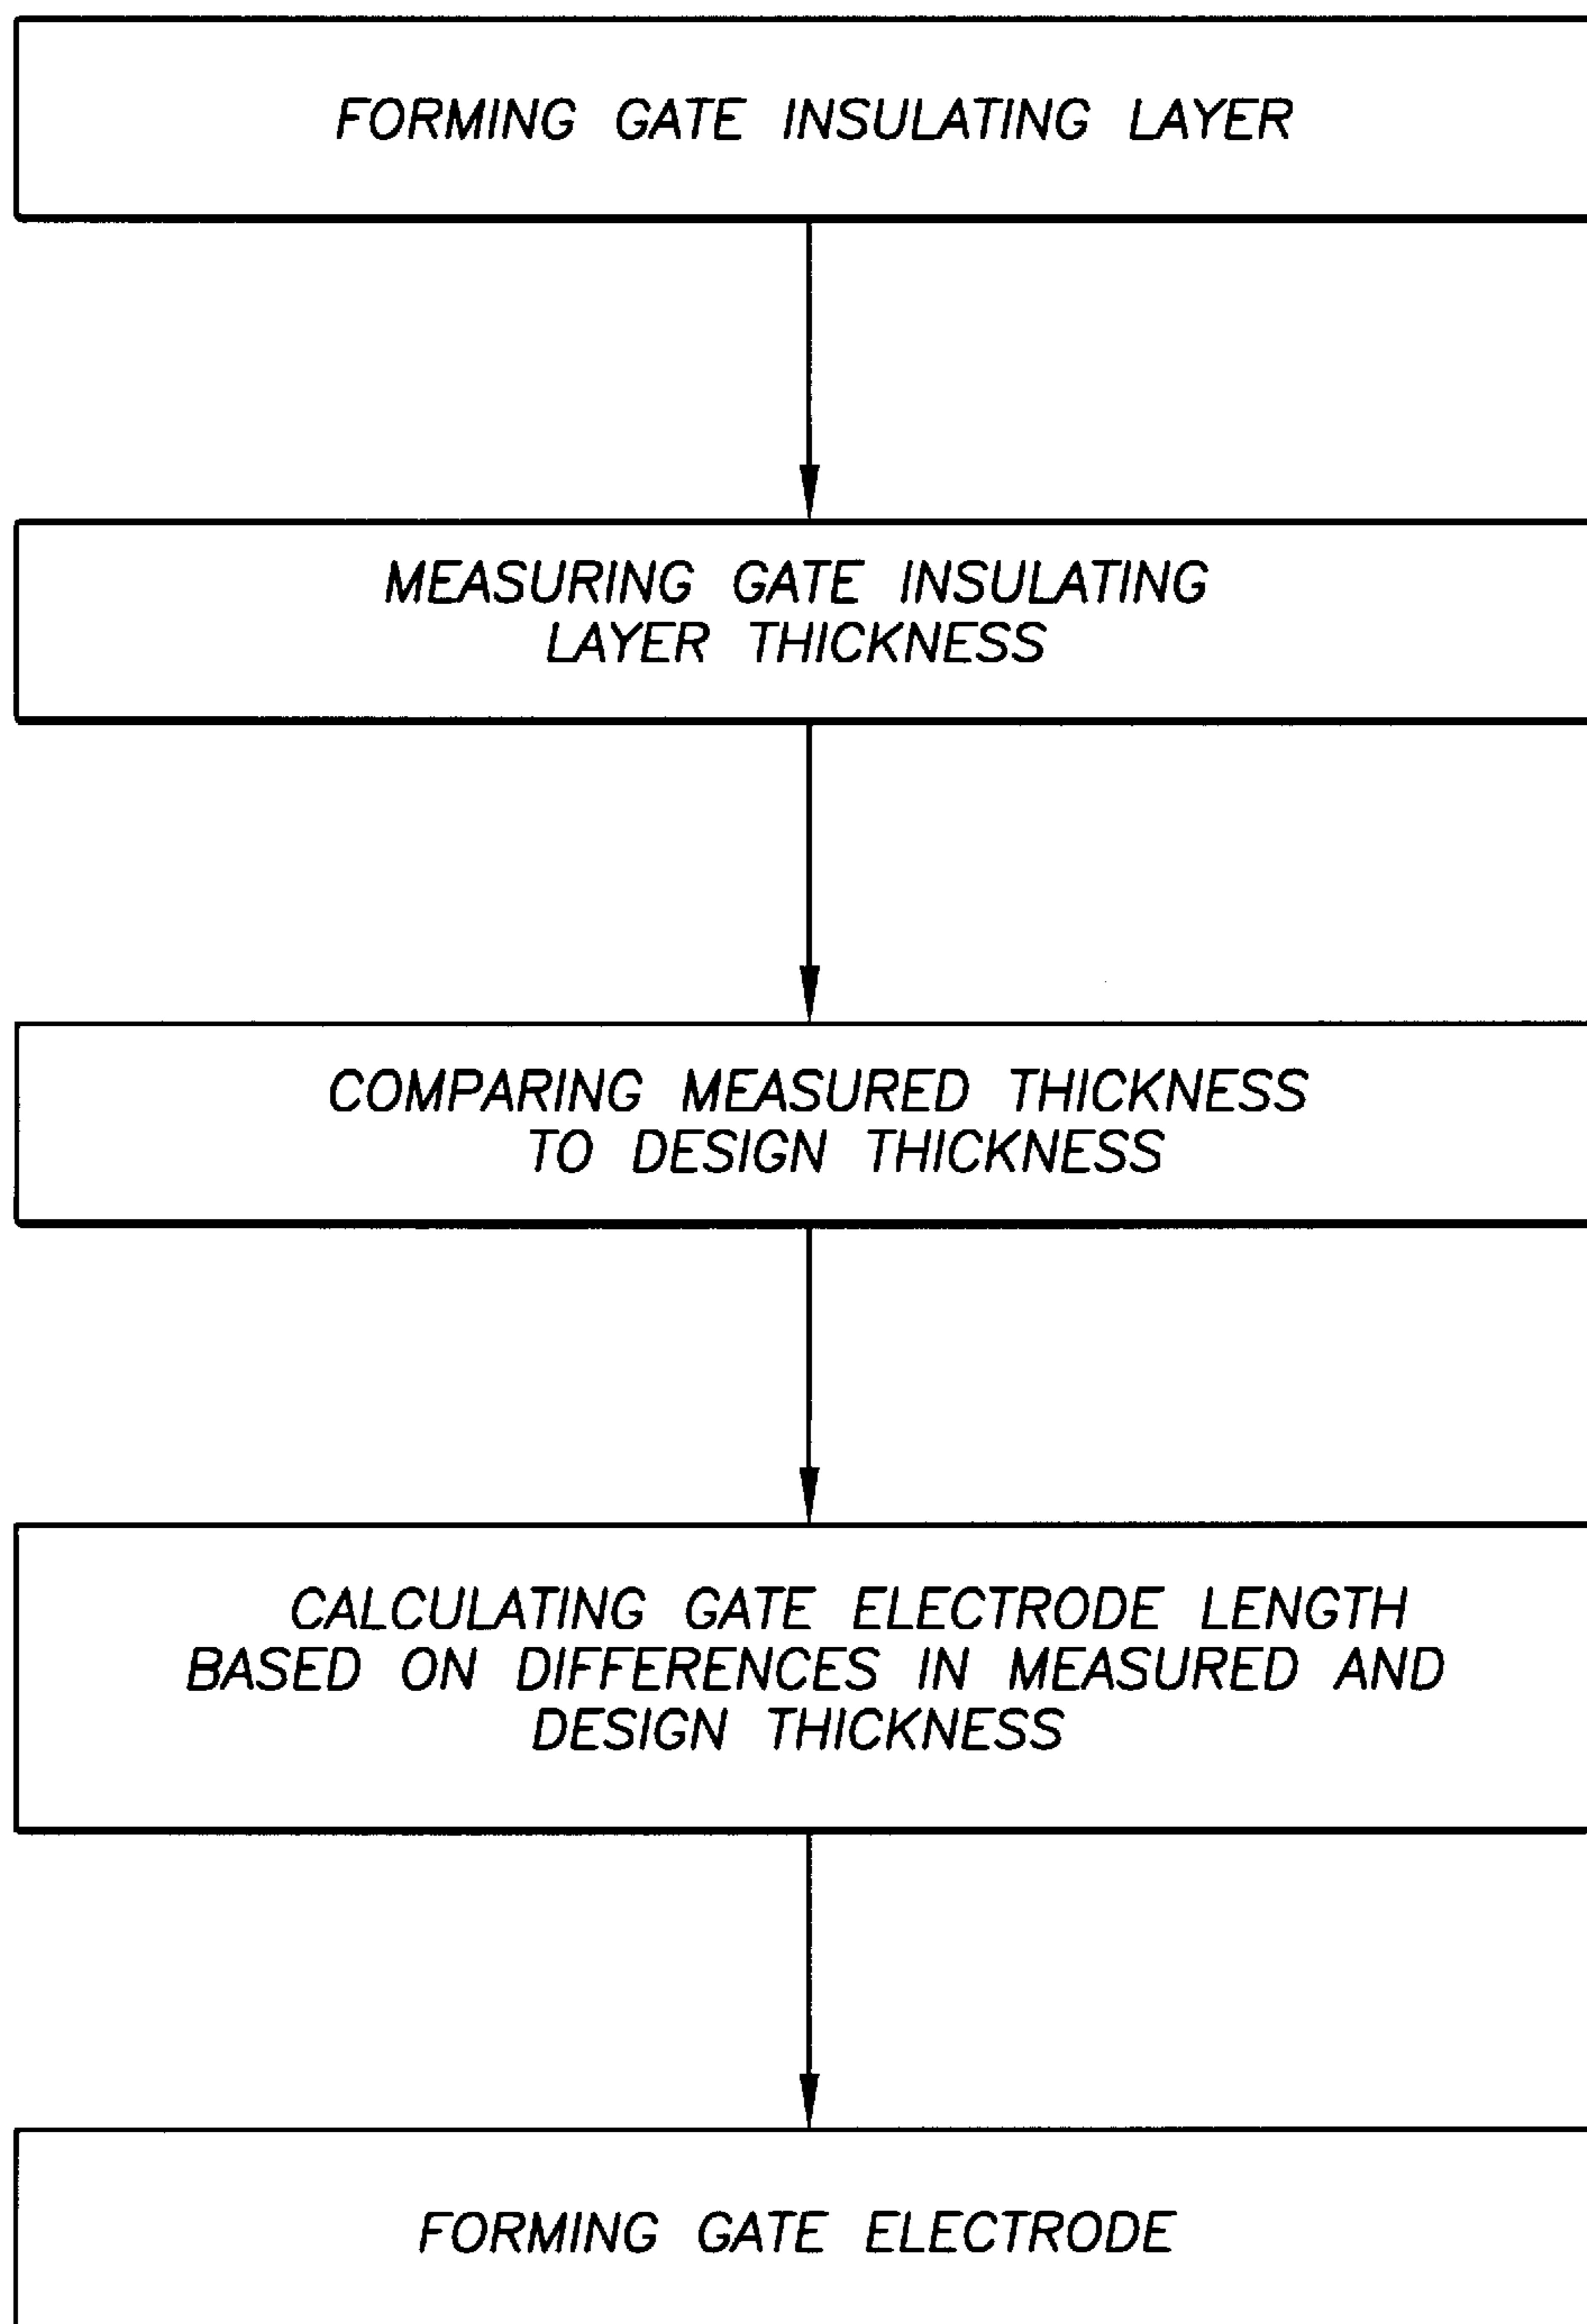 FORMING GATE INSULATING LAYER
MEASURING GATE INSULATING
LAYER THICKNESS
COMPARING MEASURED THICKNESS
TO DESIGN THICKNESS
CALCULATING GATE ELECTRODE LENGTH
BASED ON DIFFERENCES IN MEASURED AND
DESIGN THICKNESS
FORMING GATE ELECTRODE